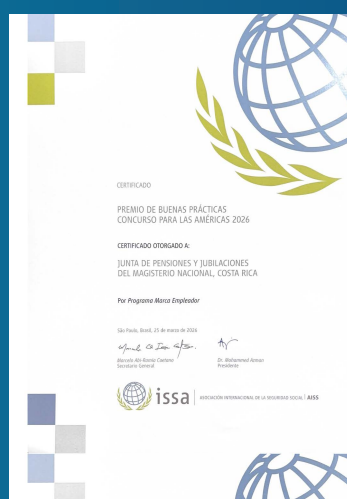 CERTIFICADO
PREMIO DE BUENAS PRÁCTICAS
CONCURSO PARA LAS AMÉRICAS 2026
CERTIFICADO OTORGADO A:
JUNTA DE PENSIONES Y JUBILACIONES
DEL MAGISTERIO NACIONAL, COSTA RICA
Por Programa Marca Empleador
São Paulo, Brasil, 25 de marzo de 2026
Marcelo Abi-Ramia Caetano
Secretario General
Dr. Mohammed Azman
Presidente
issa
ASOCIACIÓN INTERNACIONAL DE LA SEGURIDAD SOCIAL | AISS